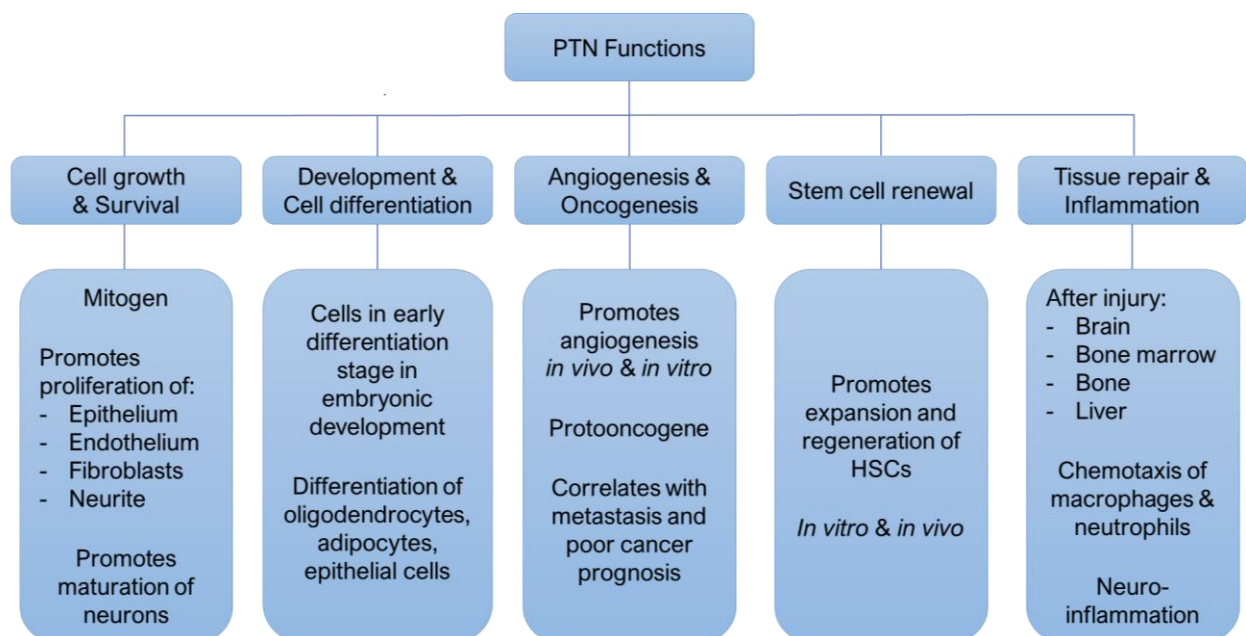 PTN Functions
Cell growth
& Survival
Development &
Cell differentiation
Angiogenesis &
Oncogenesis
Stem cell renewal
Tissue repair &
Inflammation
Mitogen
Promotes
proliferation of:
- Epithelium
- Endothelium
- Fibroblasts
- Neurite
Promotes
maturation of
neurons
Cells in early
differentiation
stage in
embryonic
development
Differentiation of
oligodendrocytes,
adipocytes,
epithelial cells
Promotes
angiogenesis
in vivo & in vitro
Protooncogene
Correlates with
metastasis and
poor cancer
prognosis
Promotes
expansion and
regeneration of
HSCs
In vitro & in vivo
After injury:
- Brain
- Bone marrow
- Bone
- Liver
Chemotaxis of
macrophages &
neutrophils
Neuro-
inflammation